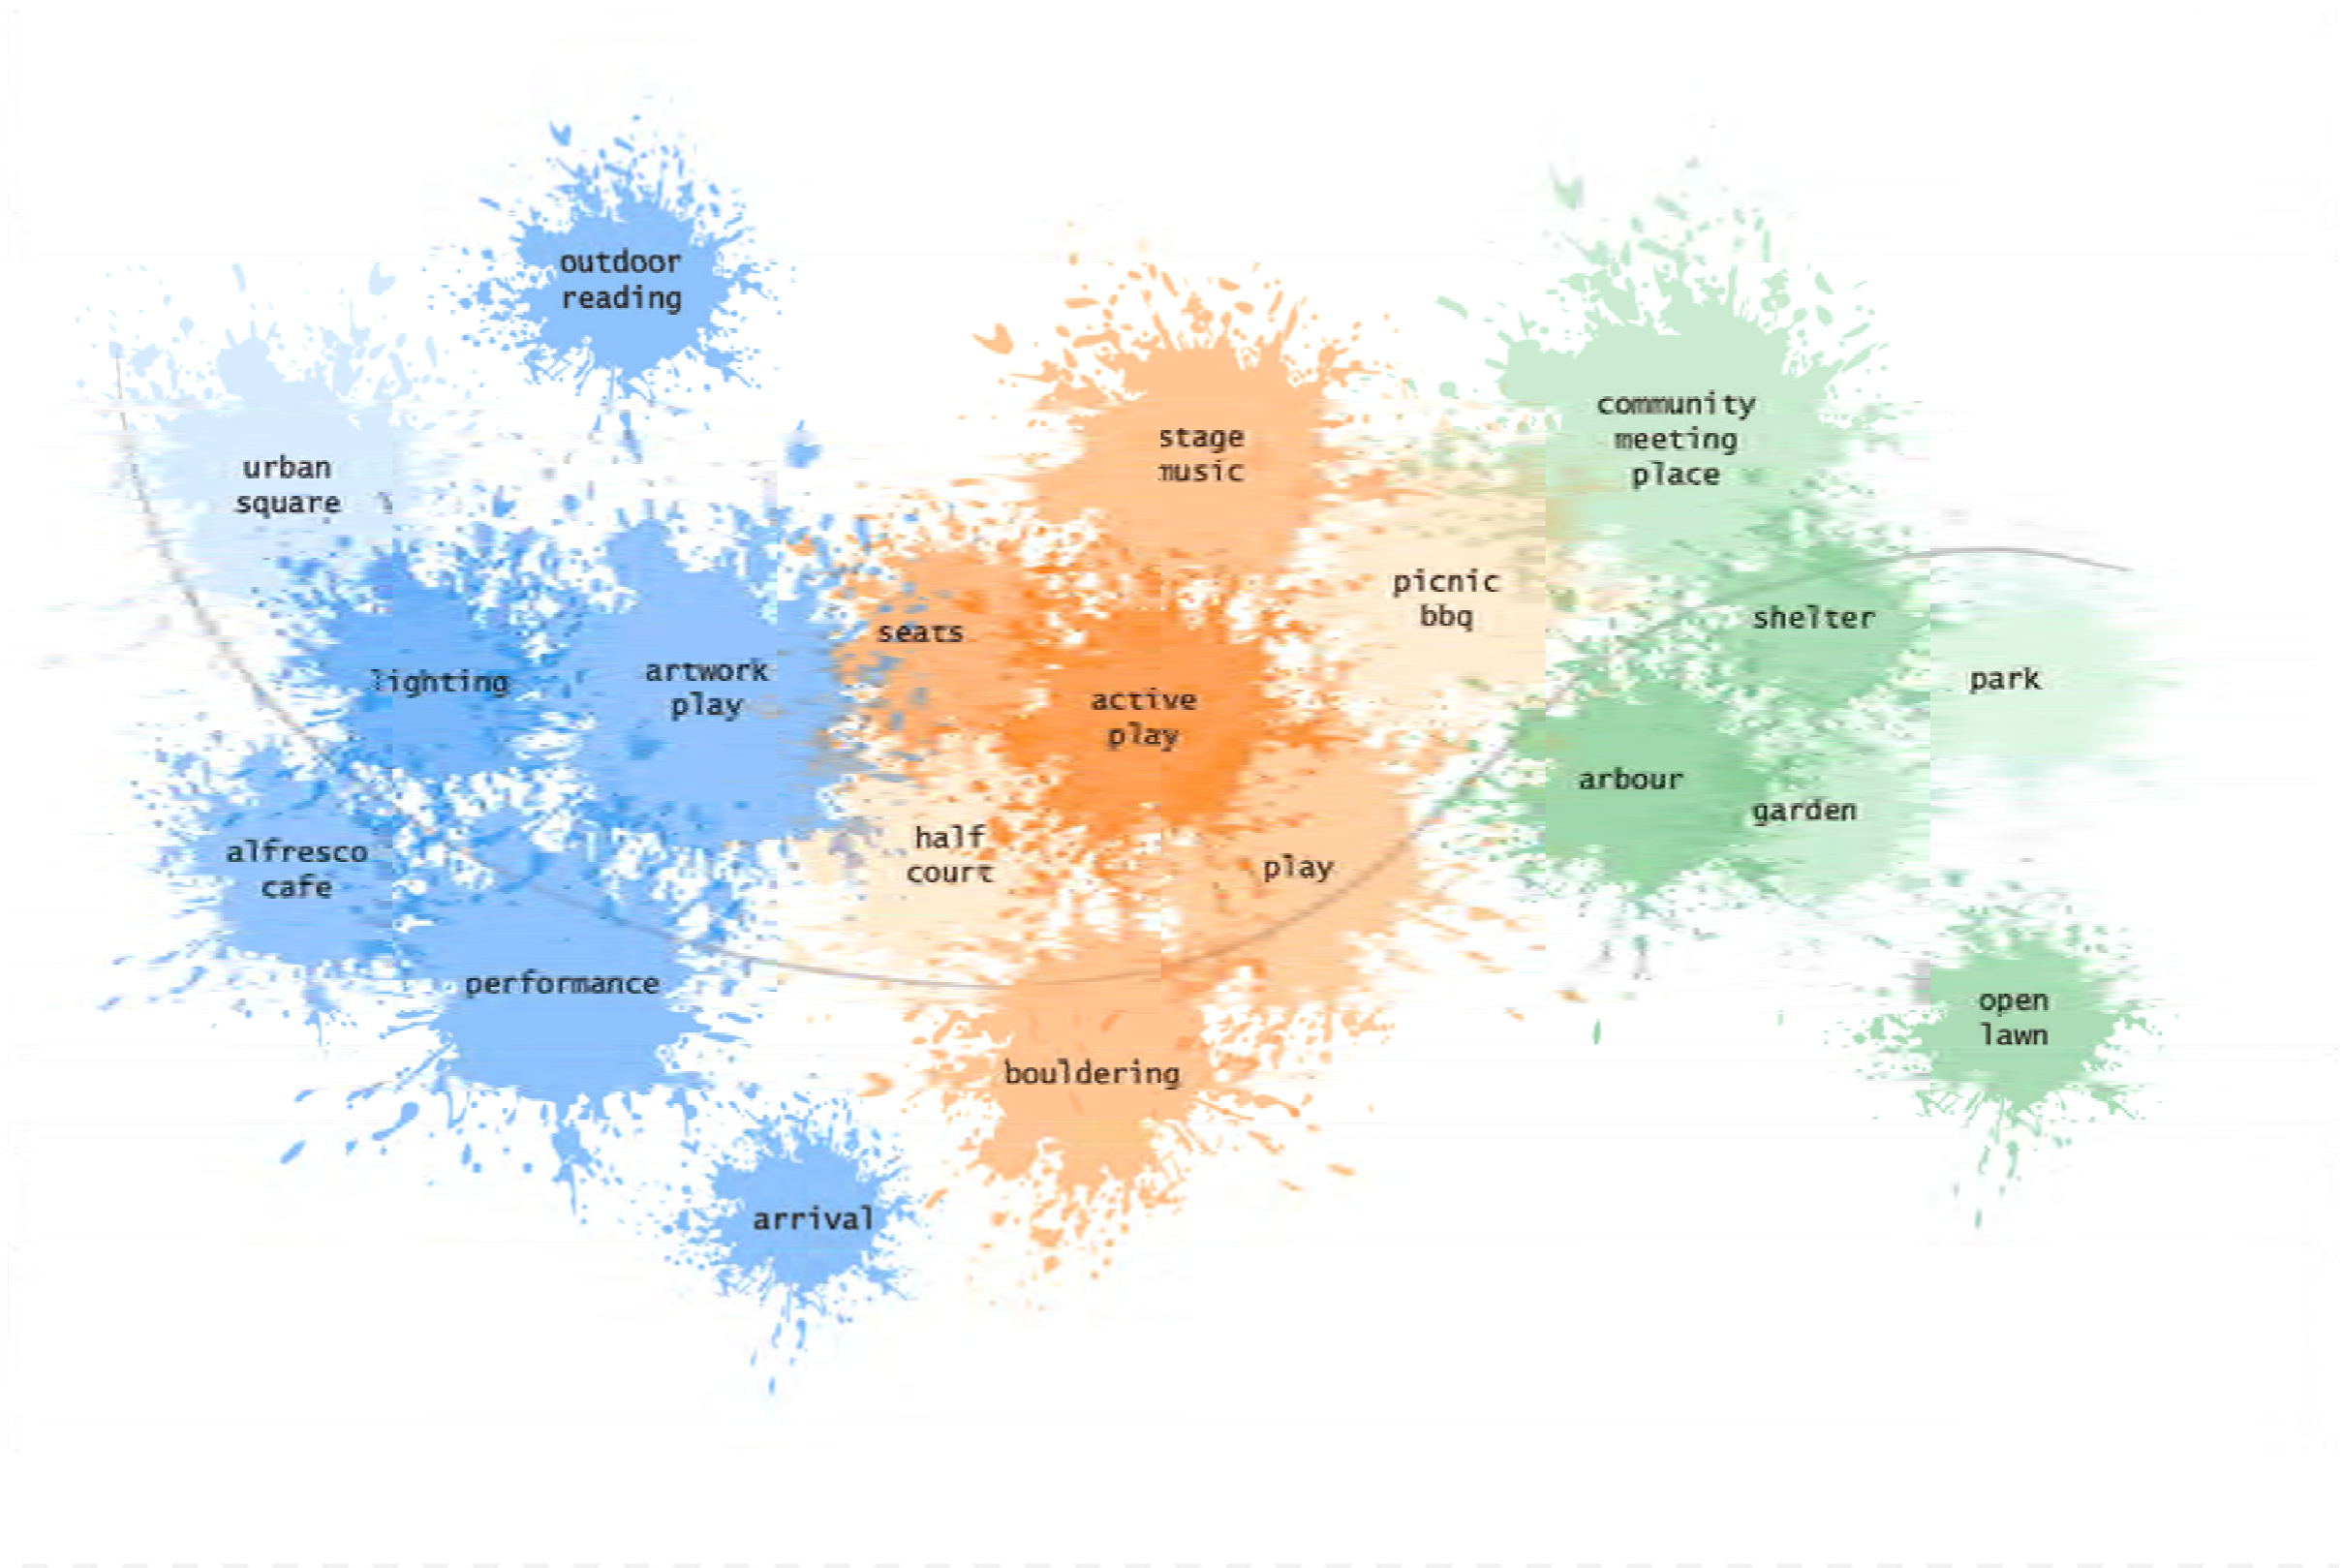 outdoor
reading
urban
square
lighting
artwork
play
alfresco
cafe
performance
arrival
stage
music
seats
active
play
picnic
bbq
half
court
play
bouldering
community
meeting
place
shelter
park
arbour
garden
open
lawn